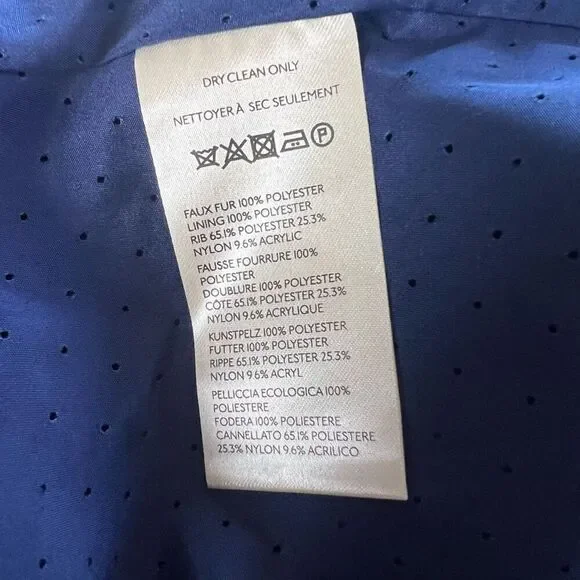 DRY CLEAN ONLY
NETTOYER À SEC SEULEMENT
P
FAUX FUR 100% POLYESTER
LINING 100% POLYESTER
RIB 65.1% POLYESTER 25.3%
NYLON 9.6% ACRYLIC
FAUSSE FOURRURE 100%
POLYESTER
DOUBLURE 100% POLYESTER
CÔTE 65.1% POLYESTER 25.3%
NYLON 9.6% ACRYLIQUE
KUNSTPELZ 100% POLYESTER
FUTTER 100% POLYESTER
RIPPE 65.1% POLYESTER 25.3%
NYLON 9.6% ACRYL
PELLICCIA ECOLOGICA 100%
POLIESTERE
FODERA 100% POLIESTERE
CANNELLATO 65.1% POLIESTERE
25.3% NYLON 9.6% ACRILICO